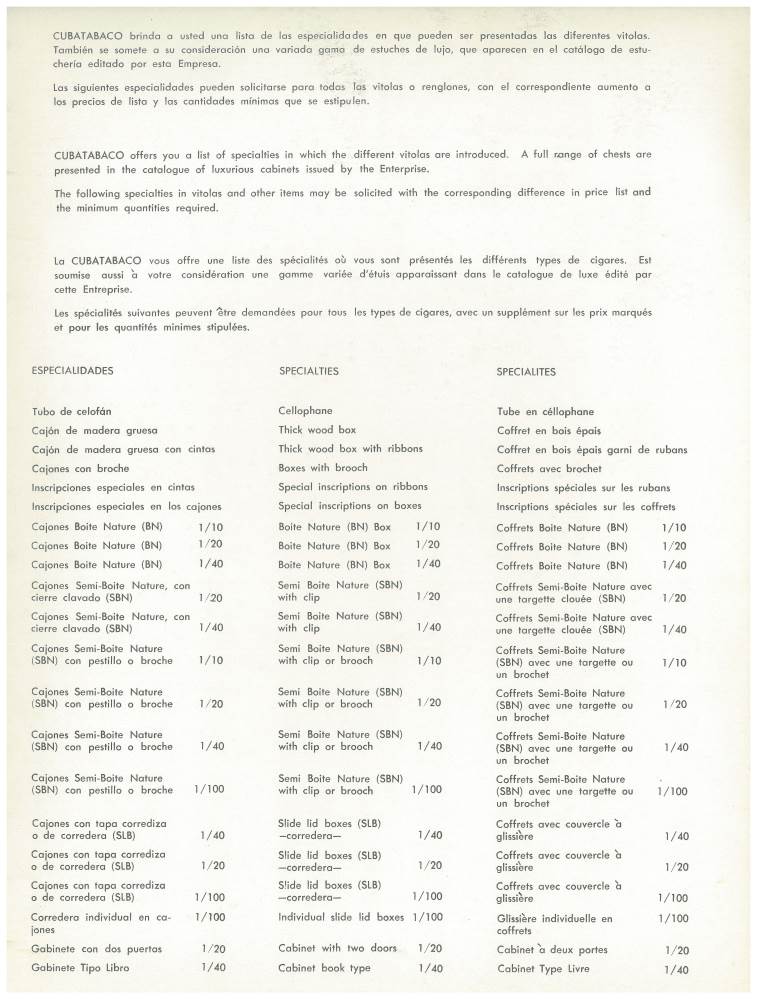 CUBATABACO brinda a usted una lista de las especialidades en que pueden ser presentadas las diferentes vitolas.
También se somete a su consideración una variada gama de estuches de lujo, que aparecen en el catálogo de estu-
chería editado por esta Empresa.
Las siguientes especialidades pueden solicitarse para todas las vitolas o renglones, con el correspondiente aumento a
los precios de lista y las cantidades mínimas que se estipulen.
CUBATABACO offers you a list of specialties in which the different vitolas are introduced. A full range of chests are
presented in the catalogue of luxurious cabinets issued by the Enterprise.
The following specialties in vitolas and other items may be solicited with the corresponding difference in price list and
the minimum quantities required.
La CUBATABACO vous offre une liste des spécialités où vous sont présentés les différents types de cigares. Est
soumise aussi à votre considération une gamme variée d'étuis apparaissant dans le catalogue de luxe édité par
cette Entreprise.
Les spécialités suivantes peuvent être demandées pour tous les types de cigares, avec un supplément sur les prix marqués
et pour les quantités minimes stipulées.
ESPECIALIDADES SPECIALTIES SPECIALITES
Tubo de celofán Cellophane Tube en céllophane
Cajón de madera gruesa Thick wood box Coffret en bois épais
Cajón de madera gruesa con cintas Thick wood box with ribbons Coffret en bois épais garni de rubans
Cajones con broche Boxes with brooch Coffrets avec brochet
Inscripciones especiales en cintas Special inscriptions on ribbons Inscriptions spéciales sur les rubans
Inscripciones especiales en los cajones Special inscriptions on boxes Inscriptions spéciales sur les coffrets
Cajones Boite Nature (BN) 1/10 Boite Nature (BN) Box 1/10 Coffrets Boite Nature (BN) 1/10
Cajones Boite Nature (BN) 1/20 Boite Nature (BN) Box 1/20 Coffrets Boite Nature (BN) 1/20
Cajones Boite Nature (BN) 1/40 Boite Nature (BN) Box 1/40 Coffrets Boite Nature (BN) 1/40
Cajones Semi-Boite Nature, con Semi Boite Nature (SBN) Coffrets Semi-Boite Nature avec
cierre clavado (SBN) 1/20 with clip 1/20 une targette clouée (SBN) 1/20
Cajones Semi-Boite Nature, con Semi Boite Nature (SBN) Coffrets Semi-Boite Nature avec
cierre clavado (SBN) 1/40 with clip 1/40 une targette clouée (SBN) 1/40
Cajones Semi-Boite Nature Semi Boite Nature (SBN) Coffrets Semi-Boite Nature
(SBN) con pestillo o broche 1/10 with clip or brooch 1/10 (SBN) avec une targette ou 1/10
un brochet
Cajones Semi-Boite Nature Semi Boite Nature (SBN) Coffrets Semi-Boite Nature
(SBN) con pestillo o broche 1/20 with clip or brooch 1/20 (SBN) avec une targette ou 1/20
un brochet
Cajones Semi-Boite Nature Semi Boite Nature (SBN) Coffrets Semi-Boite Nature
(SBN) con pestillo o broche 1/40 with clip or brooch 1/40 (SBN) avec une targette ou 1/40
un brochet
Cajones Semi-Boite Nature Semi Boite Nature (SBN) Coffrets Semi-Boite Nature
(SBN) con pestillo o broche 1/100 with clip or brooch 1/100 (SBN) avec une targette ou 1/100
un brochet
Cajones con tapa corrediza Slide lid boxes (SLB) Coffrets avec couvercle à
o de corredera (SLB) 1/40 —corredera— 1/40 glissière 1/40
Cajones con tapa corrediza Slide lid boxes (SLB) Coffrets avec couvercle à
o de corredera (SLB) 1/20 —corredera— 1/20 glissière 1/20
Cajones con tapa corrediza Slide lid boxes (SLB) Coffrets avec couvercle à
o de corredera (SLB) 1/100 —corredera— 1/100 glissière 1/100
Corredera individual en ca- 1/100 Individual slide lid boxes 1/100 Glissière individuelle en 1/100
jones coffrets
Gabinete con dos puertas 1/20 Cabinet with two doors 1/20 Cabinet à deux portes 1/20
Gabinete Tipo Libro 1/40 Cabinet book type 1/40 Cabinet Type Livre 1/40